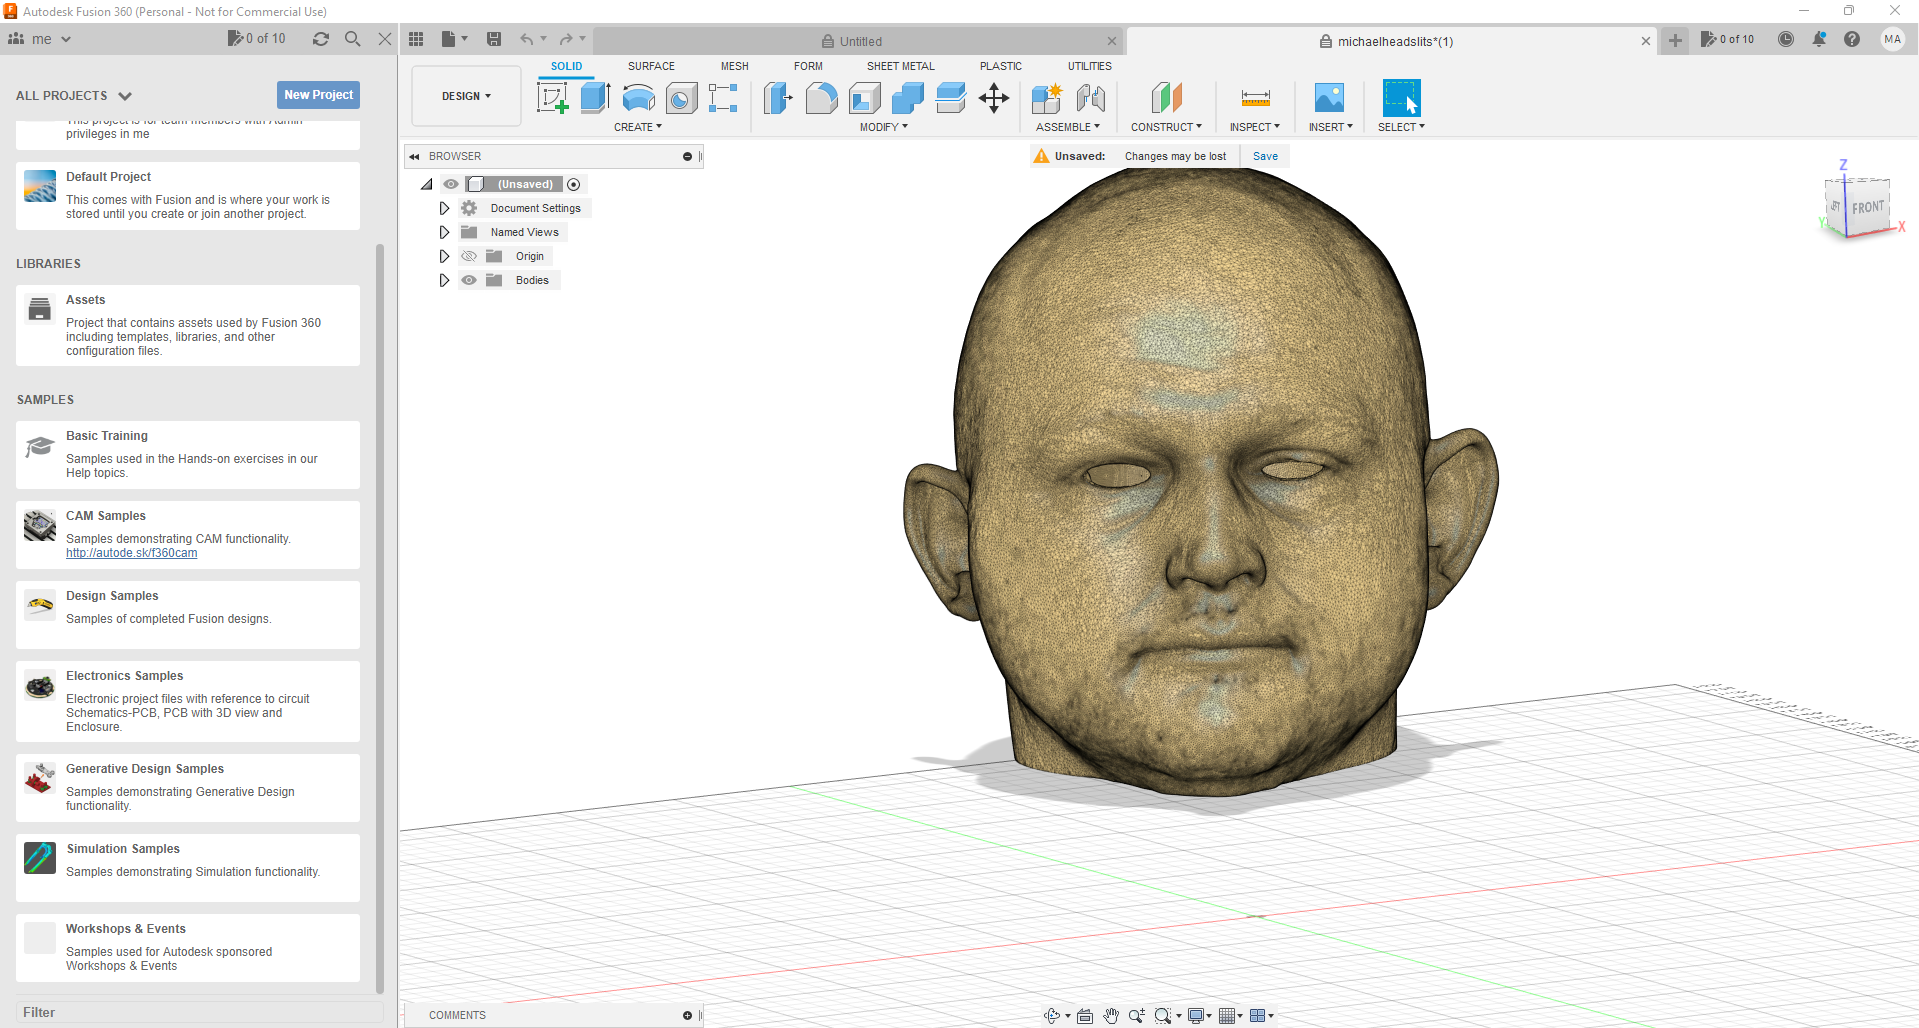 Autodesk Fusion 360 (Personal - Not for Commercial Use)
me
0 of 10
Untitled
michaelheadslits*(1)
0 of 10
MA
ALL PROJECTS
New Project
This project is for team members with Admin
privileges in me
Default Project
This comes with Fusion and is where your work is
stored until you create or join another project.
LIBRARIES
Assets
Project that contains assets used by Fusion 360
including templates, libraries, and other
configuration files.
SAMPLES
Basic Training
Samples used in the Hands-on exercises in our
Help topics.
CAM Samples
Samples demonstrating CAM functionality.
http://autode.sk/f360cam
Design Samples
Samples of completed Fusion designs.
Electronics Samples
Electronic project files with reference to circuit
Schematics-PCB, PCB with 3D view and
Enclosure.
Generative Design Samples
Samples demonstrating Generative Design
functionality.
Simulation Samples
Samples demonstrating Simulation functionality.
Workshops & Events
Samples used for Autodesk sponsored
Workshops & Events
Filter
SOLID
SURFACE
MESH
FORM
SHEET METAL
PLASTIC
UTILITIES
DESIGN
CREATE
MODIFY
ASSEMBLE
CONSTRUCT
INSPECT
INSERT
SELECT
BROWSER
Unsaved:
Changes may be lost
Save
(Unsaved)
Document Settings
Named Views
Origin
Bodies
Z
FRONT
Y
X
COMMENTS